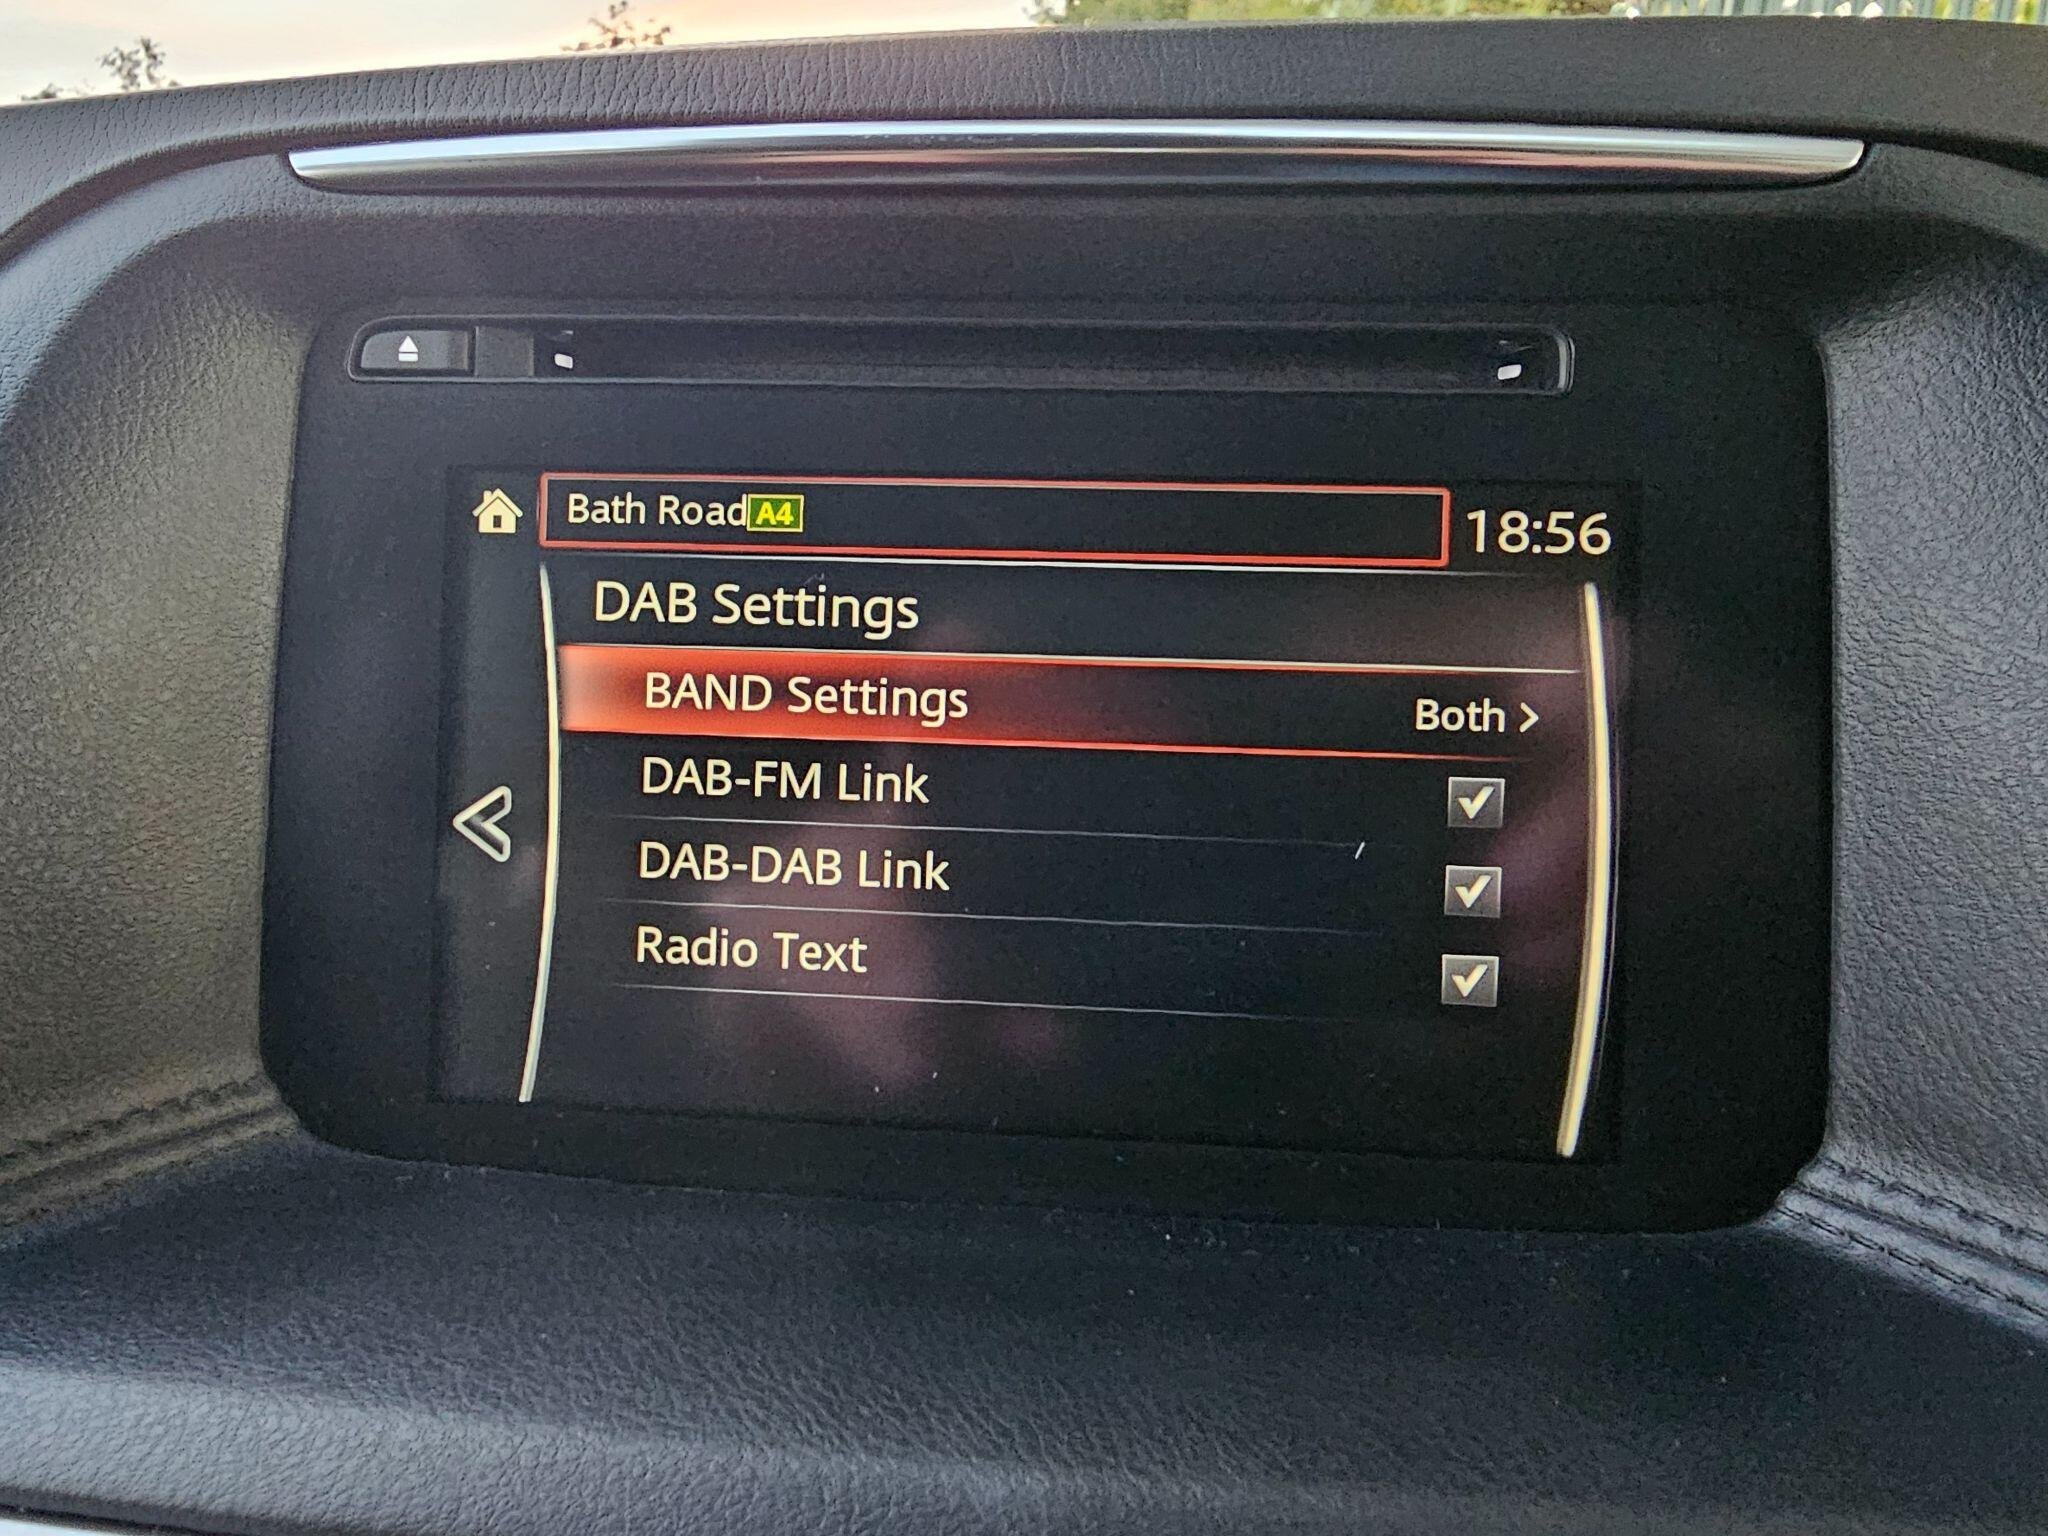 Bath Road A4
18:56
DAB Settings
BAND Settings Both >
DAB-FM Link
DAB-DAB Link
Radio Text